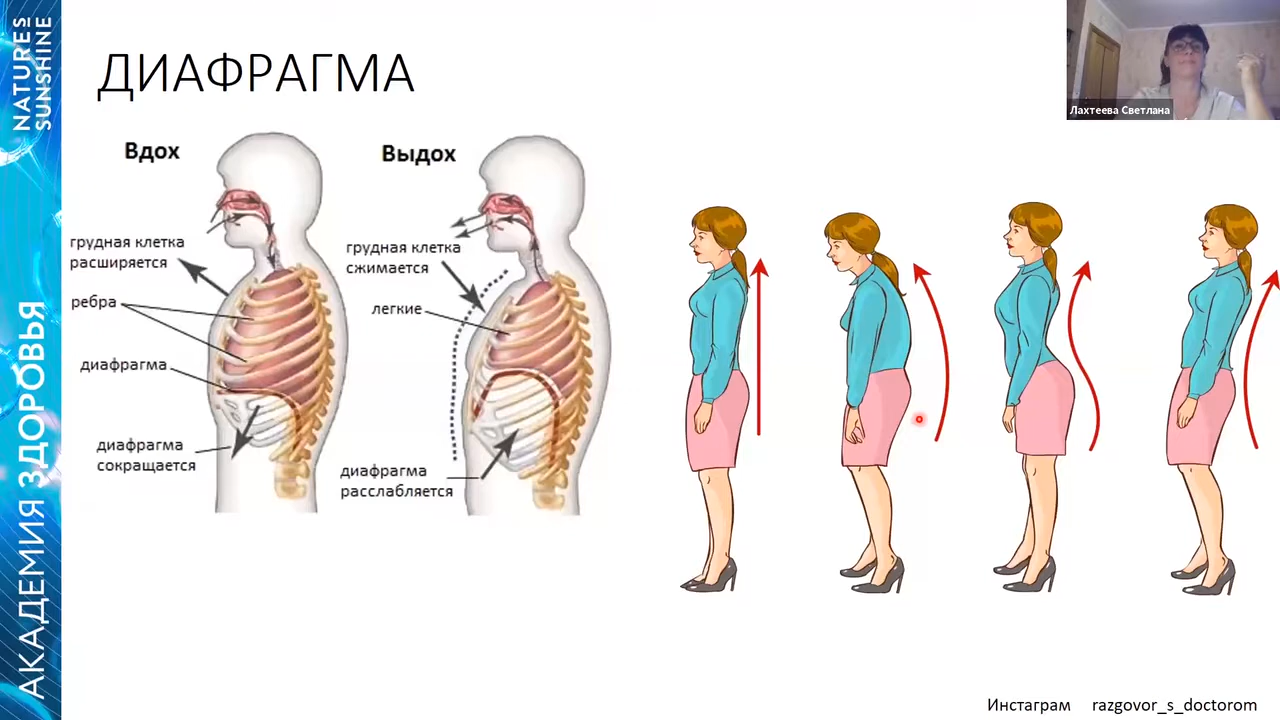 NATURE'S
SUNSHINE
АКАДЕМИЯ ЗДОРОВЬЯ
ДИАФРАГМА
Лахтеева Светлана
Вдох
грудная клетка
расширяется
ребра
диафрагма
диафрагма
сокращается
Выдох
грудная клетка
сжимается
легкие
диафрагма
расслабляется
Инстаграм razgovor_s_doctorom